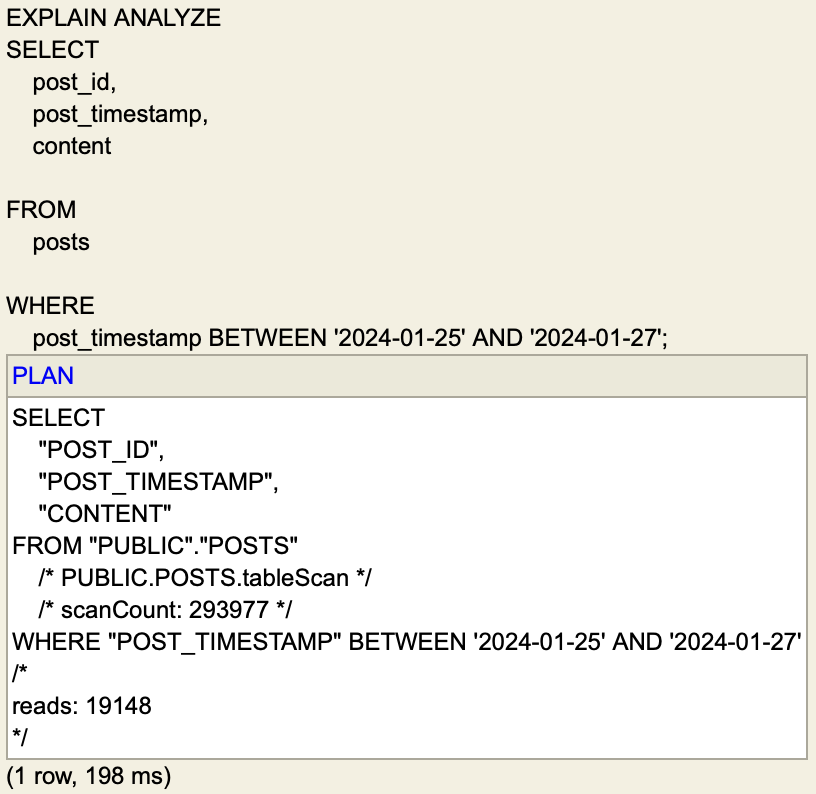 EXPLAIN ANALYZE
SELECT
post_id,
post_timestamp,
content
FROM
posts
WHERE
post_timestamp BETWEEN '2024-01-25' AND '2024-01-27';
PLAN
SELECT
"POST_ID",
"POST_TIMESTAMP",
"CONTENT"
FROM "PUBLIC"."POSTS"
/* PUBLIC.POSTS.tableScan */
/* scanCount: 293977 */
WHERE "POST_TIMESTAMP" BETWEEN '2024-01-25' AND '2024-01-27'
/*
reads: 19148
*/
(1 row, 198 ms)